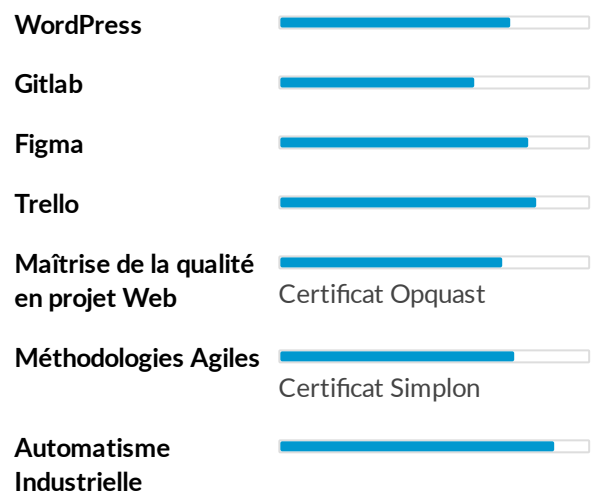 WordPress
Gitlab
Figma
Trello
Maîtrise de la qualité
en projet Web
Certificat Opquast
Méthodologies Agiles
Certificat Simplon
Automatisme
Industrielle